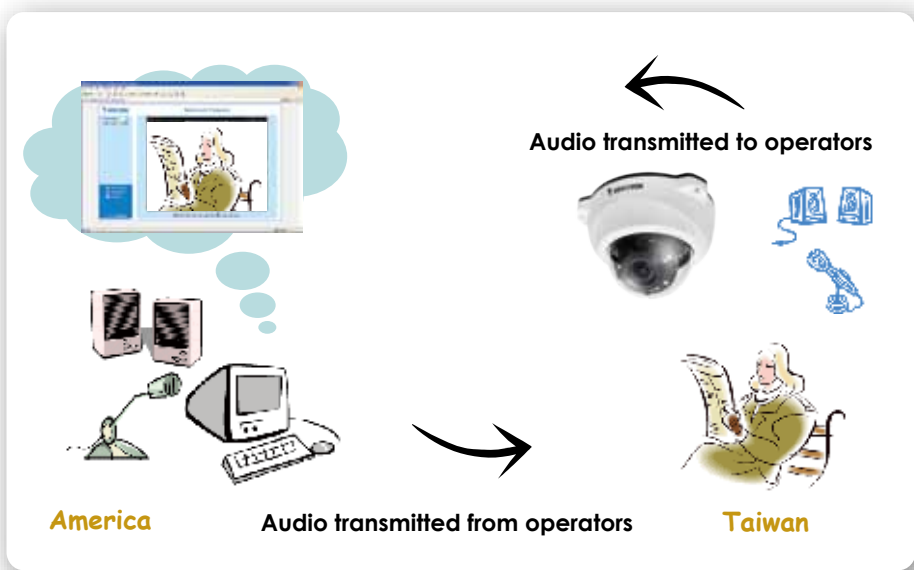 Audio transmitted to operators
America
Audio transmitted from operators
Taiwan